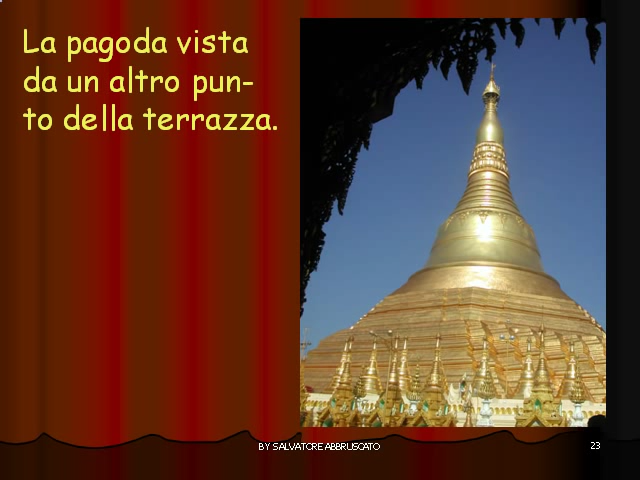 La pagoda vista
da un altro pun-
to della terrazza.
BY SALVATORE ABBRUSCATO
23